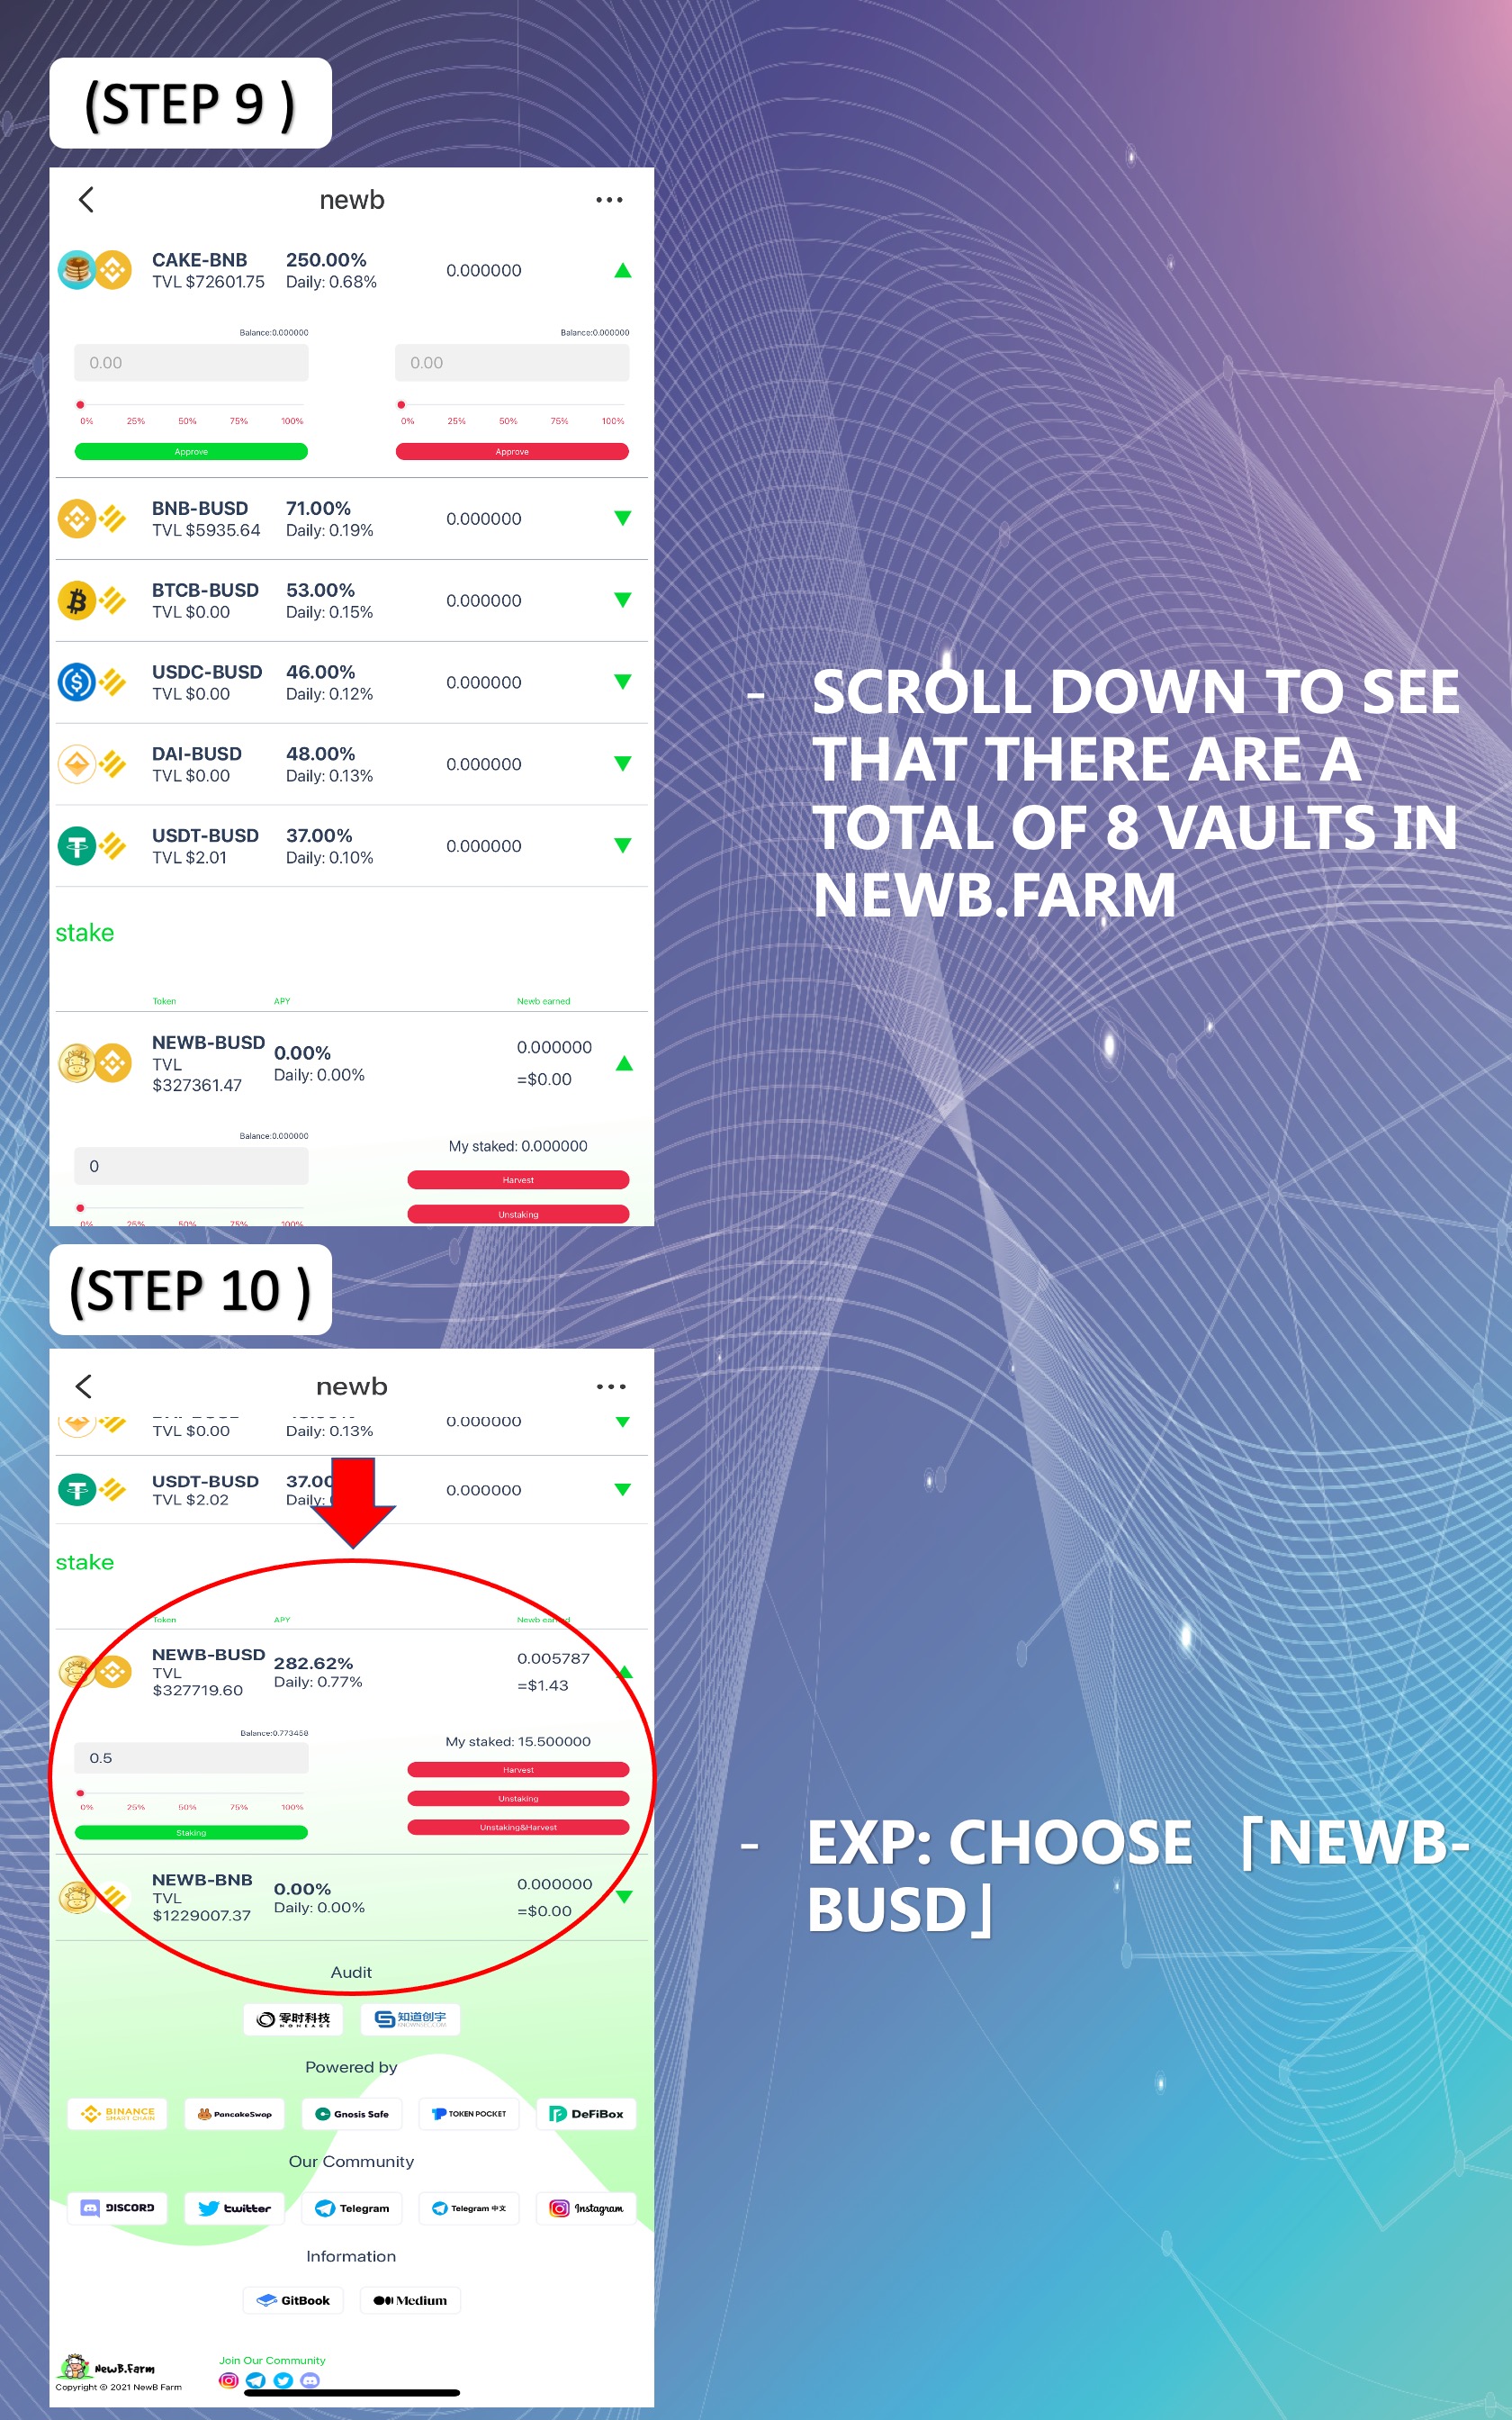 (STEP 9 )
newb
CAKE-BNB 250.00% 0.000000
TVL $72601.75 Daily: 0.68%
Balance:0.000000 Balance:0.000000
0.00 0.00
0% 25% 50% 75% 100% 0% 25% 50% 75% 100%
Approve Approve
BNB-BUSD 71.00% 0.000000
TVL $5935.64 Daily: 0.19%
BTCB-BUSD 53.00% 0.000000
TVL $0.00 Daily: 0.15%
USDC-BUSD 46.00% 0.000000
TVL $0.00 Daily: 0.12%
DAI-BUSD 48.00% 0.000000
TVL $0.00 Daily: 0.13%
USDT-BUSD 37.00% 0.000000
TVL $2.01 Daily: 0.10%
stake
Token APY Newb earned
NEWB-BUSD 0.00% 0.000000
TVL Daily: 0.00% =$0.00
$327361.47
Balance:0.000000 My staked: 0.000000
0 Harvest
Unstaking
0% 25% 50% 75% 100%
- SCROLL DOWN TO SEE
THAT THERE ARE A
TOTAL OF 8 VAULTS IN
NEWB.FARM
(STEP 10 )
newb
TVL $0.00 Daily: 0.13% 0.000000
USDT-BUSD 37.00 0.000000
TVL $2.02 Daily:
stake
Token APY Newb earned
NEWB-BUSD 282.62% 0.005787
TVL Daily: 0.77% =$1.43
$327719.60
Balance:0.773458 My staked: 15.500000
0.5 Harvest
0% 25% 50% 75% 100% Unstaking
Staking Unstaking&Harvest
NEWB-BNB 0.00% 0.000000
TVL Daily: 0.00% =$0.00
$1229007.37
Audit
零时科技 知道创宇
NONEAGE KNOWNSEC.COM
Powered by
BINANCE SMART CHAIN PancakeSwap Gnosis Safe TOKEN POCKET DeFiBox
Our Community
DISCORD twitter Telegram Telegram 中文 Instagram
Information
GitBook Medium
NewB.Farm Join Our Community
Copyright © 2021 NewB Farm
- EXP: CHOOSE 「NEWB-
BUSD」